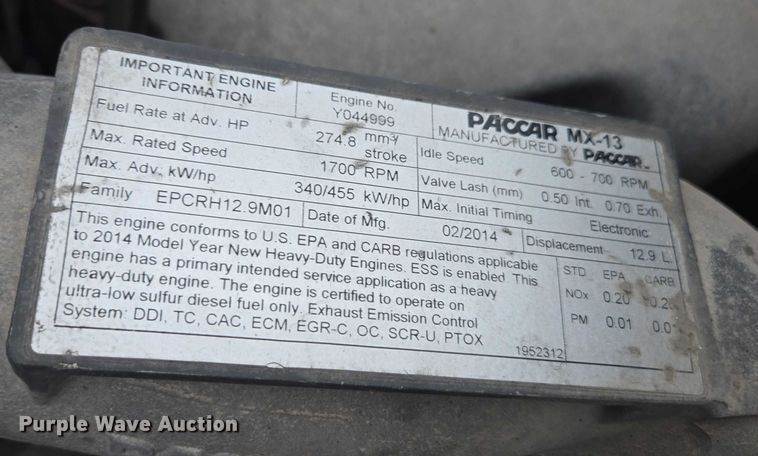 IMPORTANT ENGINE INFORMATION
Engine No. Y044999
PACCAR MX-13
MANUFACTURED BY PACCAR
Fuel Rate at Adv. HP 274.8 mm³/stroke
Idle Speed 600 - 700 RPM
Max. Rated Speed 1700 RPM
Valve Lash (mm) 0.50 Int. 0.70 Exh.
Max. Adv. kW/hp 340/455 kW/hp
Max. Initial Timing Electronic
Family EPCRH12.9M01
Date of Mfg. 02/2014
Displacement 12.9 L
This engine conforms to U.S. EPA and CARB regulations applicable
to 2014 Model Year New Heavy-Duty Engines. ESS is enabled. This
engine has a primary intended service application as a heavy
heavy-duty engine. The engine is certified to operate on
ultra-low sulfur diesel fuel only. Exhaust Emission Control
System: DDI, TC, CAC, ECM, EGR-C, OC, SCR-U, PTOX
STD EPA CARB
NOx 0.20
PM 0.01
1952312
Purple Wave Auction